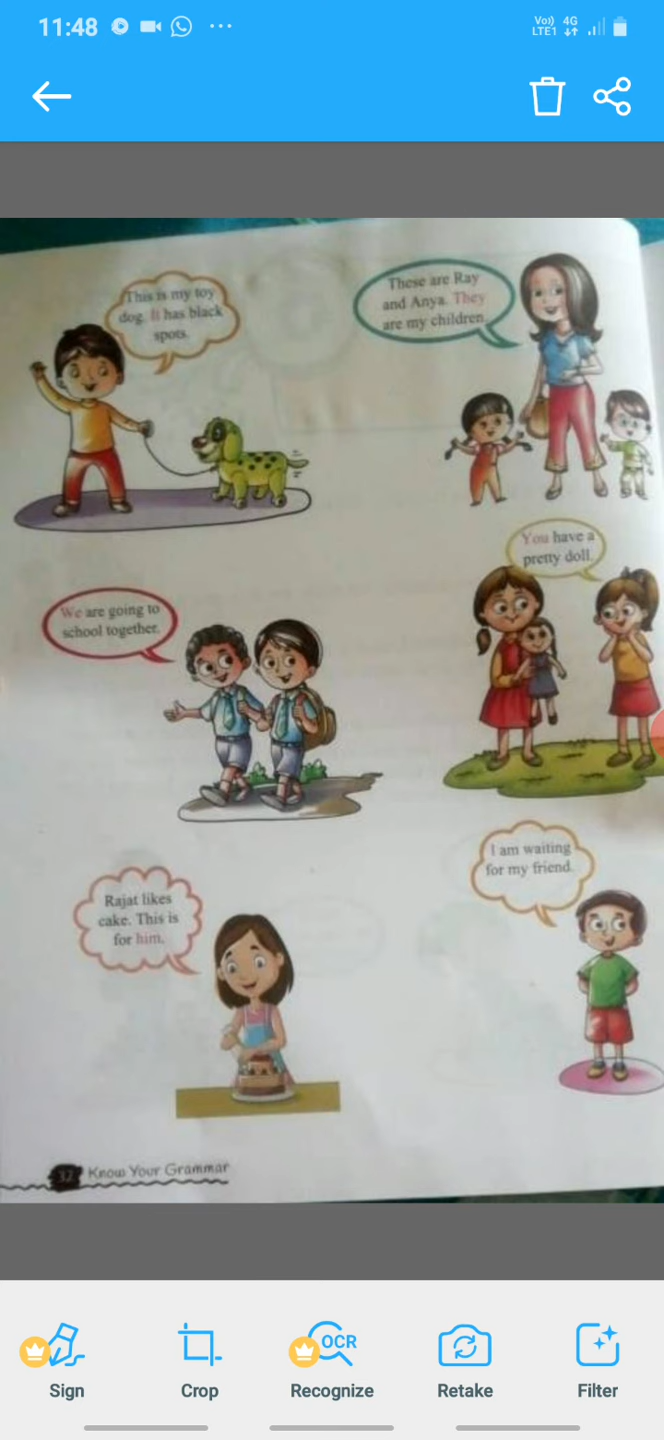 11:48
Vo)) 4G
LTE1
This is my toy
dog. It has black
spots.
These are Ray
and Anya. They
are my children.
You have a
pretty doll.
We are going to
school together.
I am waiting
for my friend.
Rajat likes
cake. This is
for him.
Know Your Grammar
Sign
Crop
OCR
Recognize
Retake
Filter